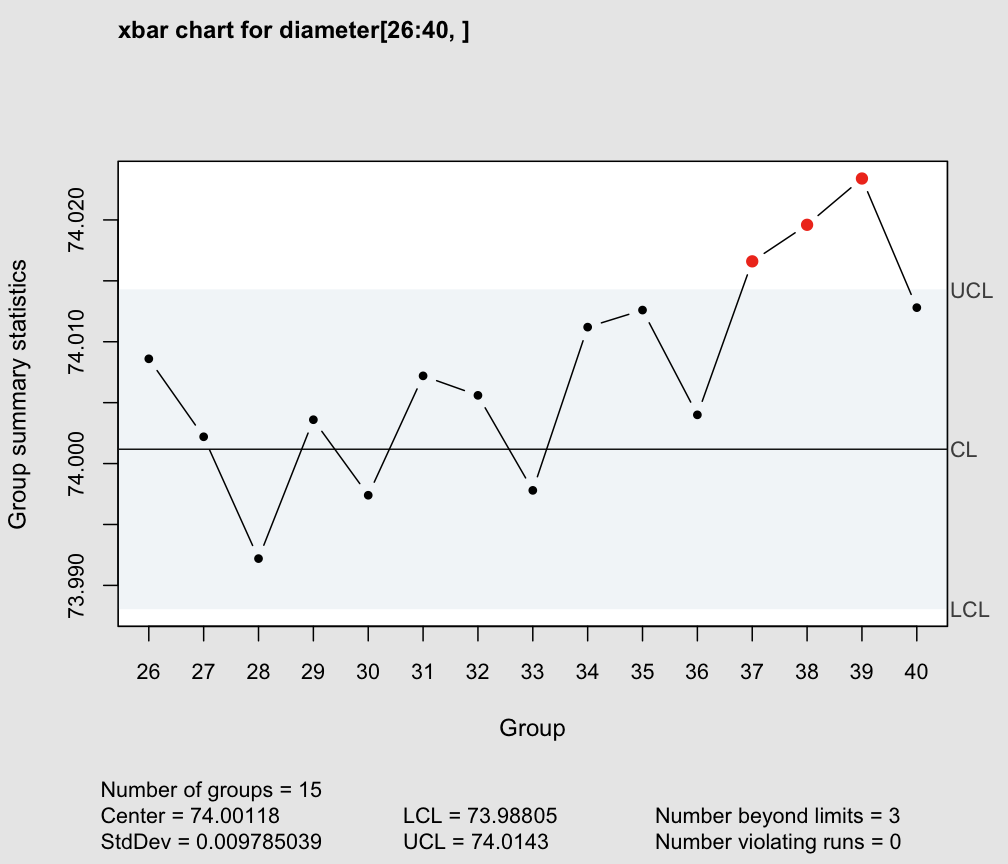 xbar chart for diameter[26:40, ]
Group summary statistics
74.020
74.010
74.000
73.990
UCL
CL
LCL
26 27 28 29 30 31 32 33 34 35 36 37 38 39 40
Group
Number of groups = 15
Center = 74.00118 LCL = 73.98805 Number beyond limits = 3
StdDev = 0.009785039 UCL = 74.0143 Number violating runs = 0